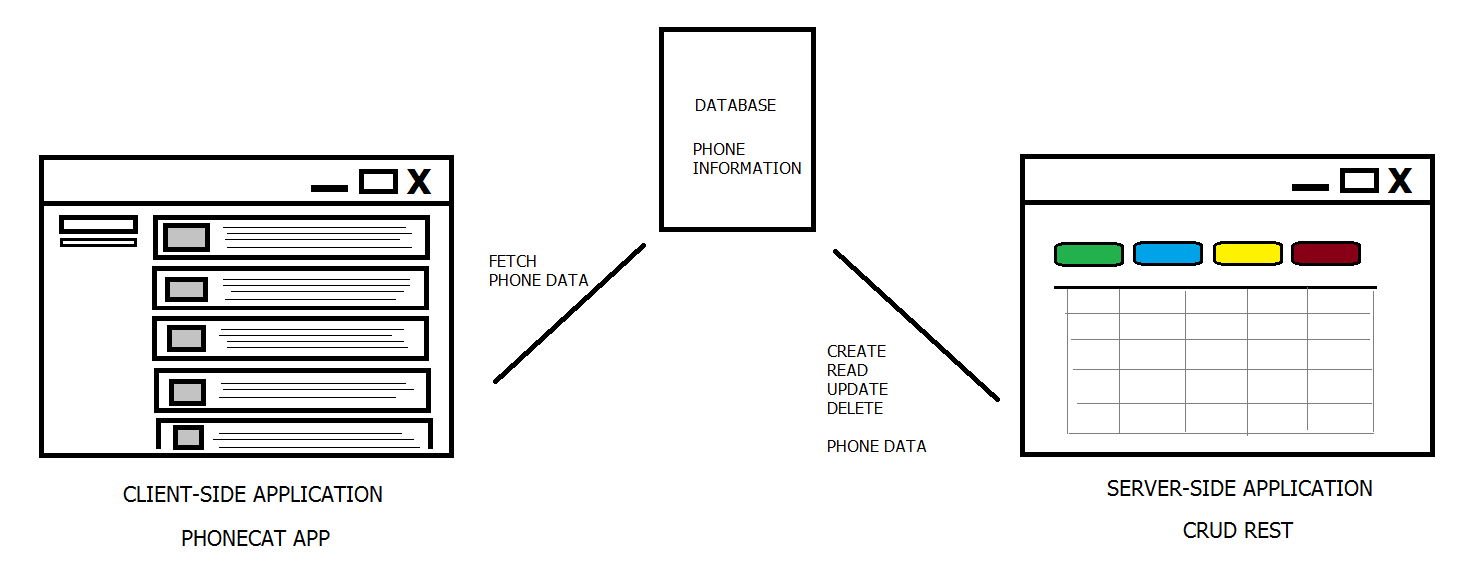 DATABASE
PHONE
INFORMATION
X
X
FETCH
PHONE DATA
CREATE
READ
UPDATE
DELETE
PHONE DATA
CLIENT-SIDE APPLICATION
PHONECAT APP
SERVER-SIDE APPLICATION
CRUD REST